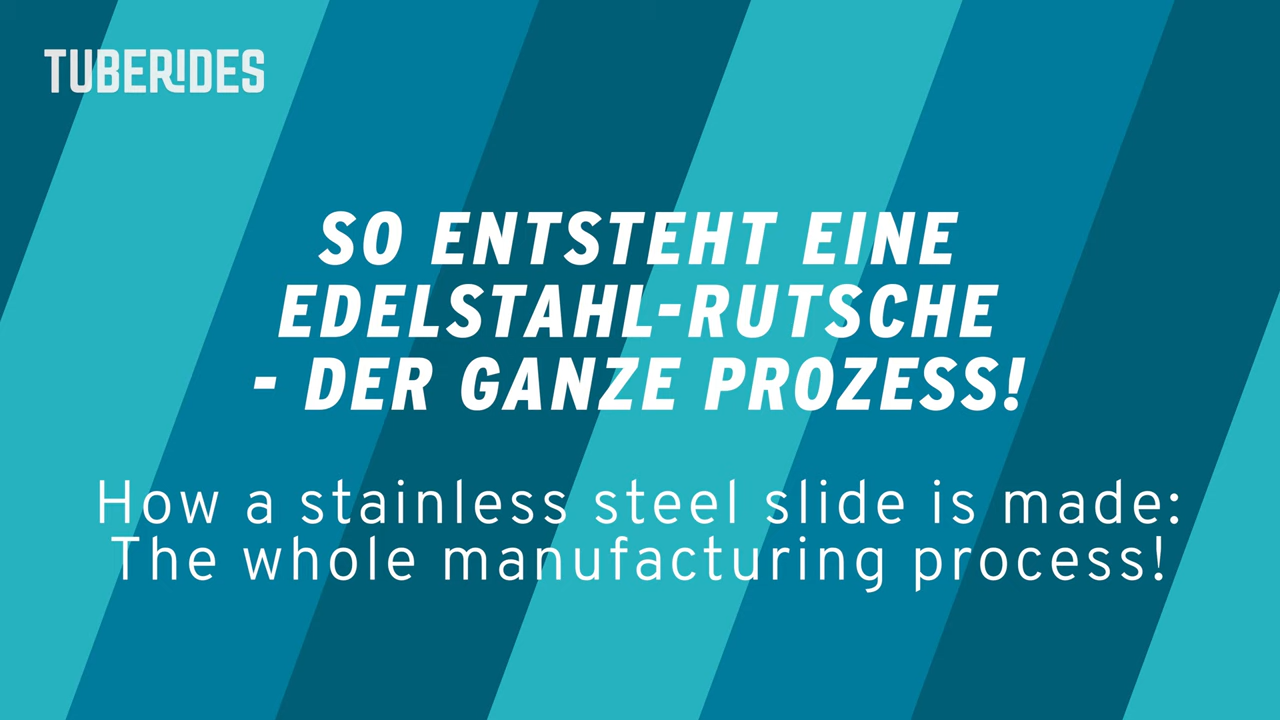 TUBERIDES
SO ENTSTEHT EINE
EDELSTAHL-RUTSCHE
- DER GANZE PROZESS!
How a stainless steel slide is made:
The whole manufacturing process!